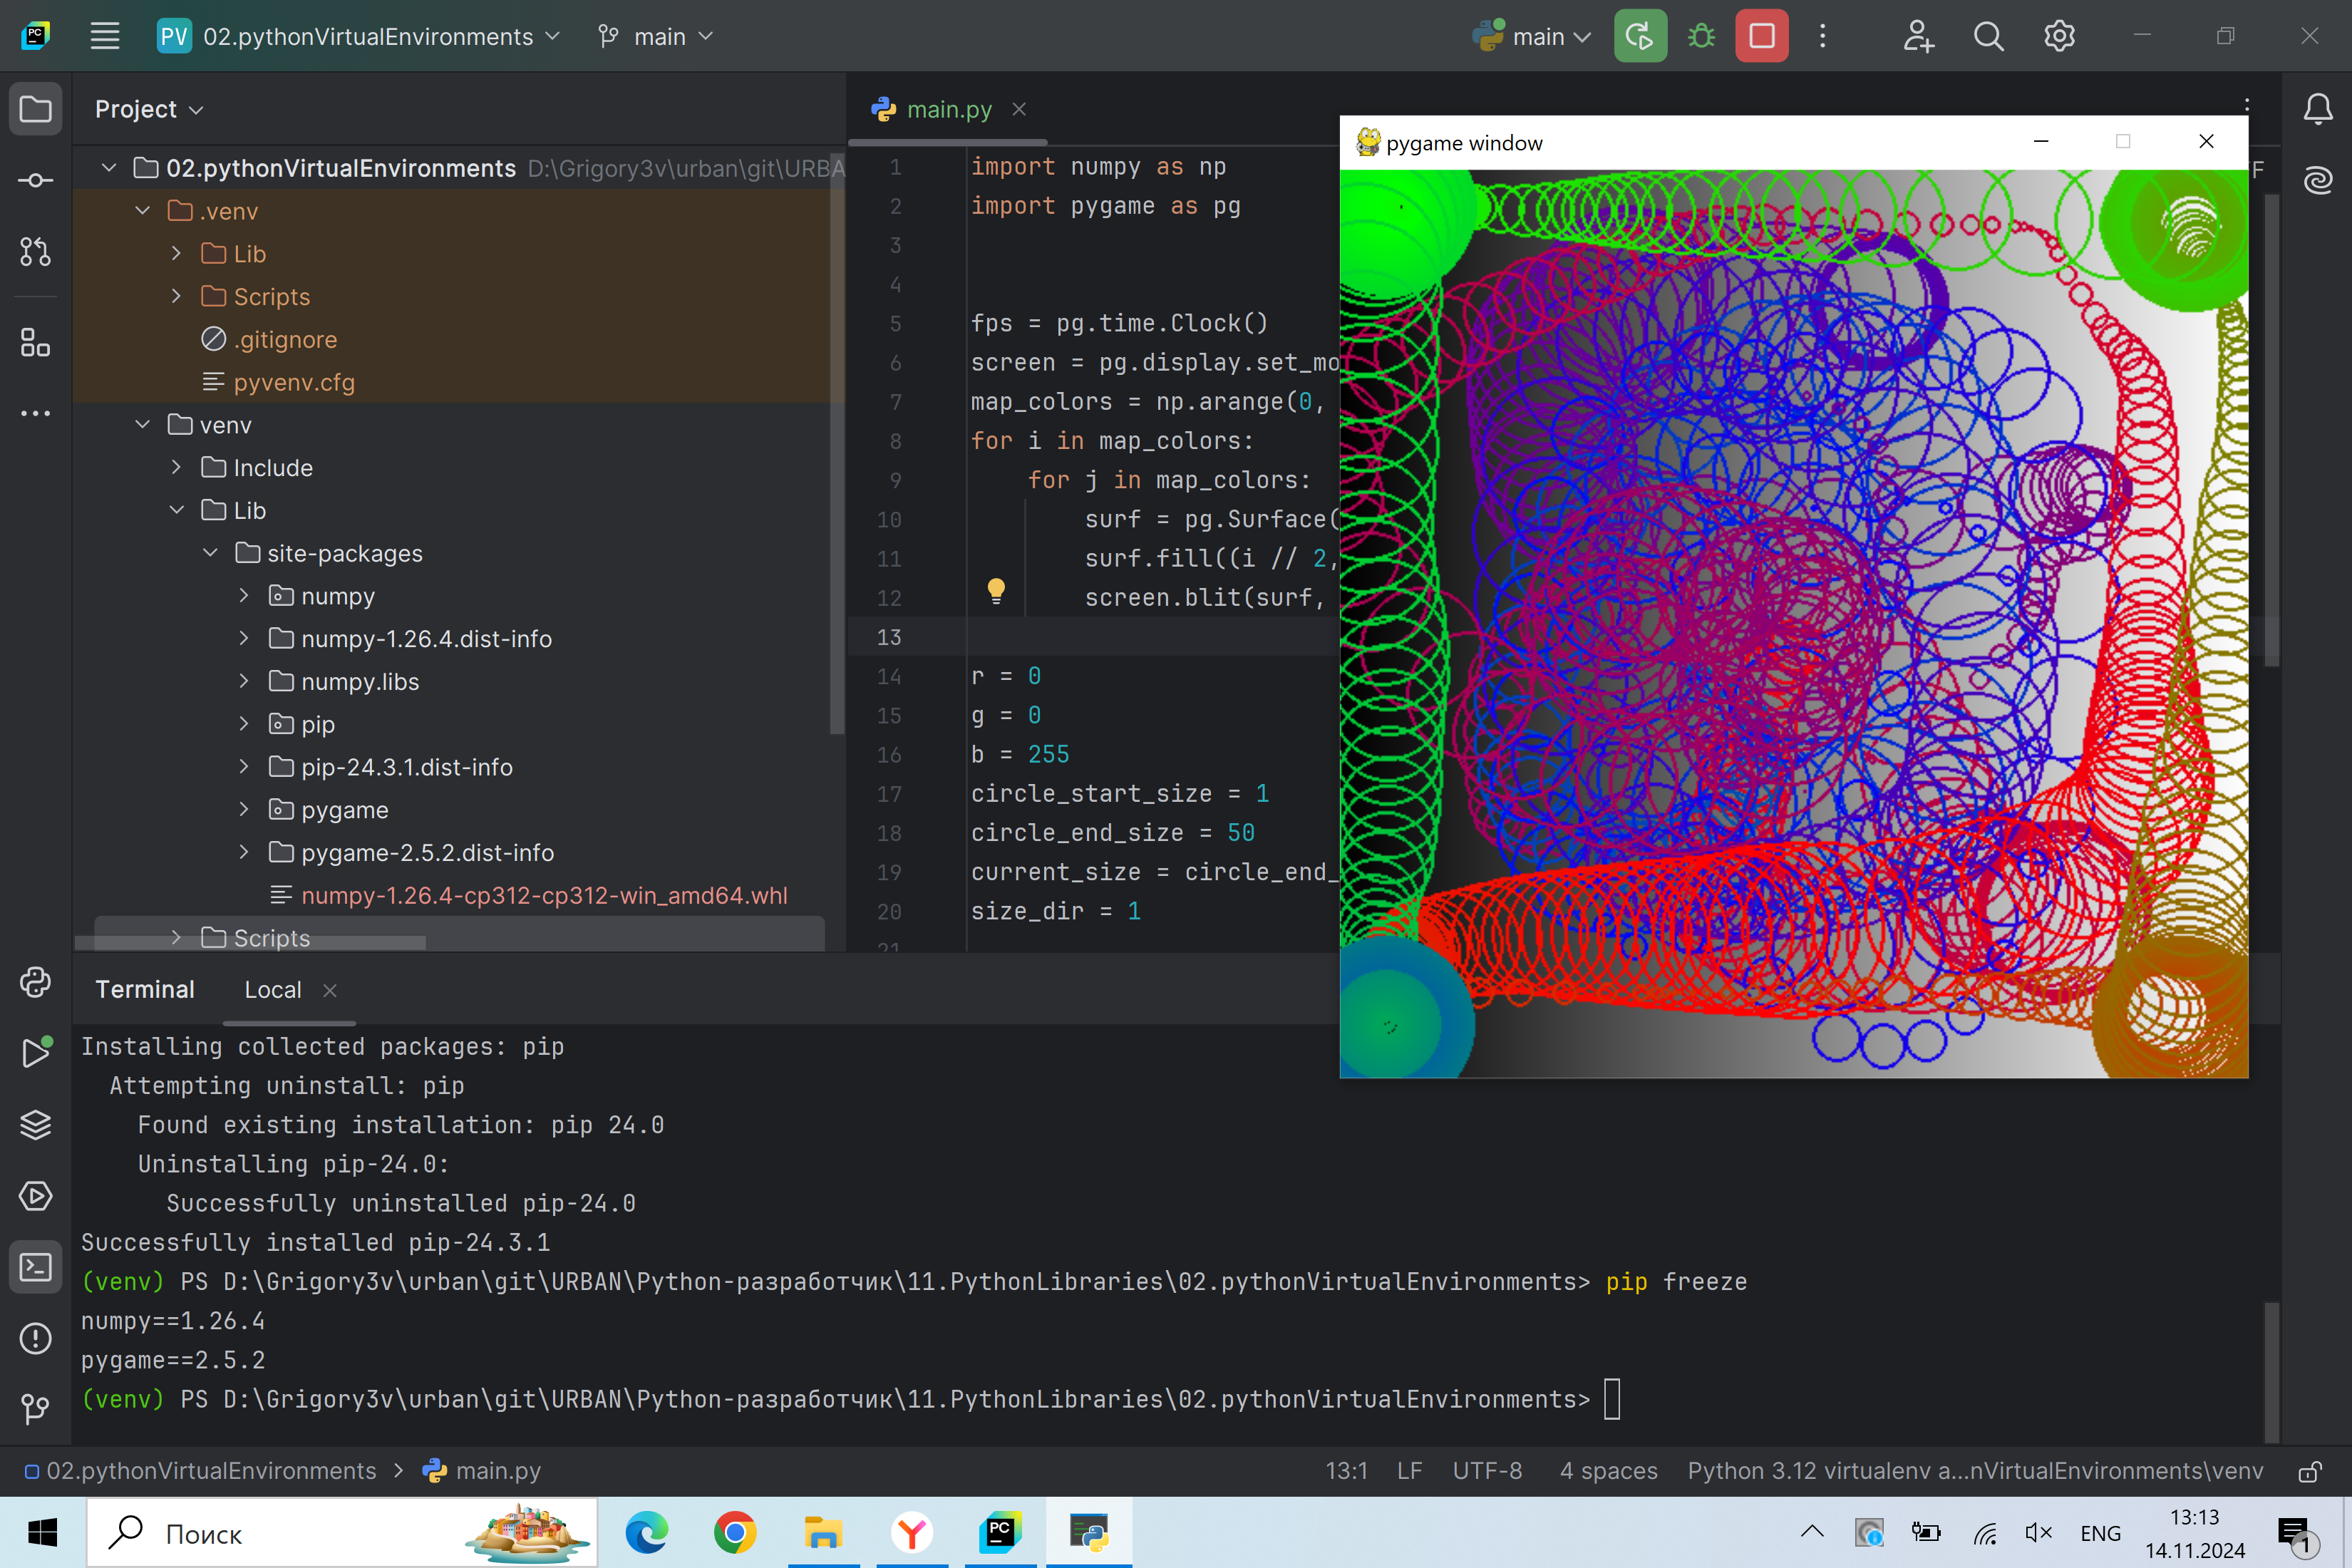 PC
PV 02.pythonVirtualEnvironments
main
main
Project
02.pythonVirtualEnvironments D:\Grigory3v\urban\git\URBA
.venv
Lib
Scripts
.gitignore
pyvenv.cfg
venv
Include
Lib
site-packages
numpy
numpy-1.26.4.dist-info
numpy.libs
pip
pip-24.3.1.dist-info
pygame
pygame-2.5.2.dist-info
numpy-1.26.4-cp312-cp312-win_amd64.whl
Scripts
main.py
1 import numpy as np
2 import pygame as pg
3
4
5 fps = pg.time.Clock()
6 screen = pg.display.set_mo
7 map_colors = np.arange(0,
8 for i in map_colors:
9 for j in map_colors:
10 surf = pg.Surface(
11 surf.fill((i // 2,
12 screen.blit(surf,
13
14 r = 0
15 g = 0
16 b = 255
17 circle_start_size = 1
18 circle_end_size = 50
19 current_size = circle_end_
20 size_dir = 1
21
pygame window
F
Terminal Local
Installing collected packages: pip
Attempting uninstall: pip
Found existing installation: pip 24.0
Uninstalling pip-24.0:
Successfully uninstalled pip-24.0
Successfully installed pip-24.3.1
(venv) PS D:\Grigory3v\urban\git\URBAN\Python-разработчик\11.PythonLibraries\02.pythonVirtualEnvironments> pip freeze
numpy==1.26.4
pygame==2.5.2
(venv) PS D:\Grigory3v\urban\git\URBAN\Python-разработчик\11.PythonLibraries\02.pythonVirtualEnvironments>
02.pythonVirtualEnvironments > main.py
13:1 LF UTF-8 4 spaces Python 3.12 virtualenv a...nVirtualEnvironments\venv
Поиск
PC
ENG
13:13
14.11.2024
1